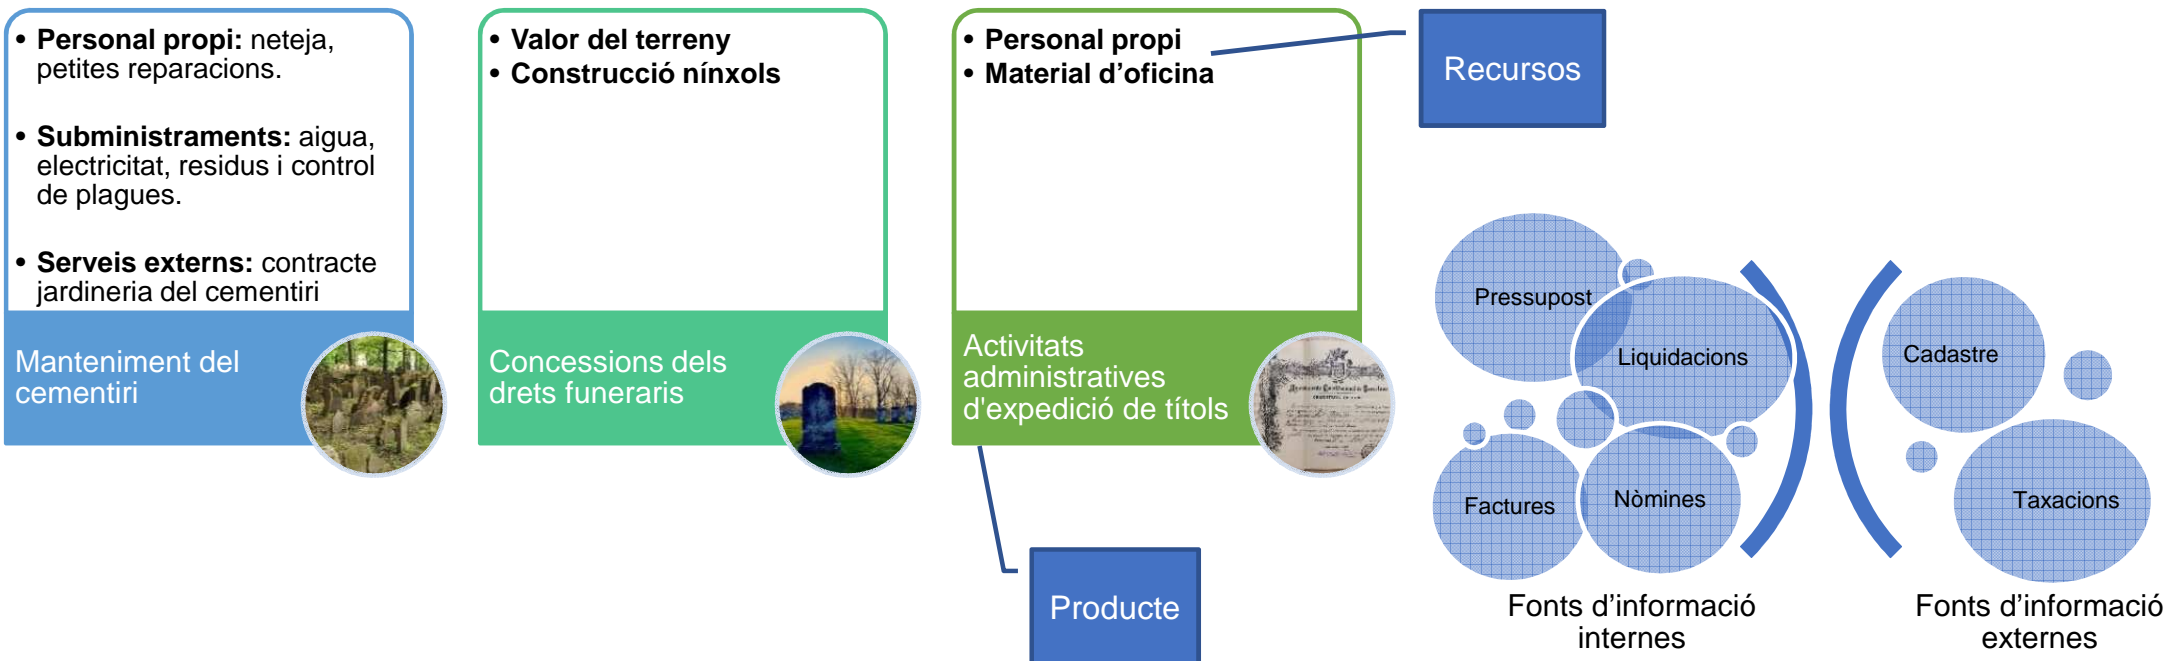 • Personal propi: neteja,
petites reparacions.
• Subministraments: aigua,
electricitat, residus i control
de plagues.
• Serveis externs: contracte
jardineria del cementiri
Manteniment del
cementiri
• Valor del terreny
• Construcció nínxols
Concessions dels
drets funeraris
• Personal propi
• Material d’oficina
Activitats
administratives
d'expedició de títols
Recursos
Producte
Pressupost
Liquidacions
Factures
Nòmines
Fonts d’informació
internes
Cadastre
Taxacions
Fonts d’informació
externes